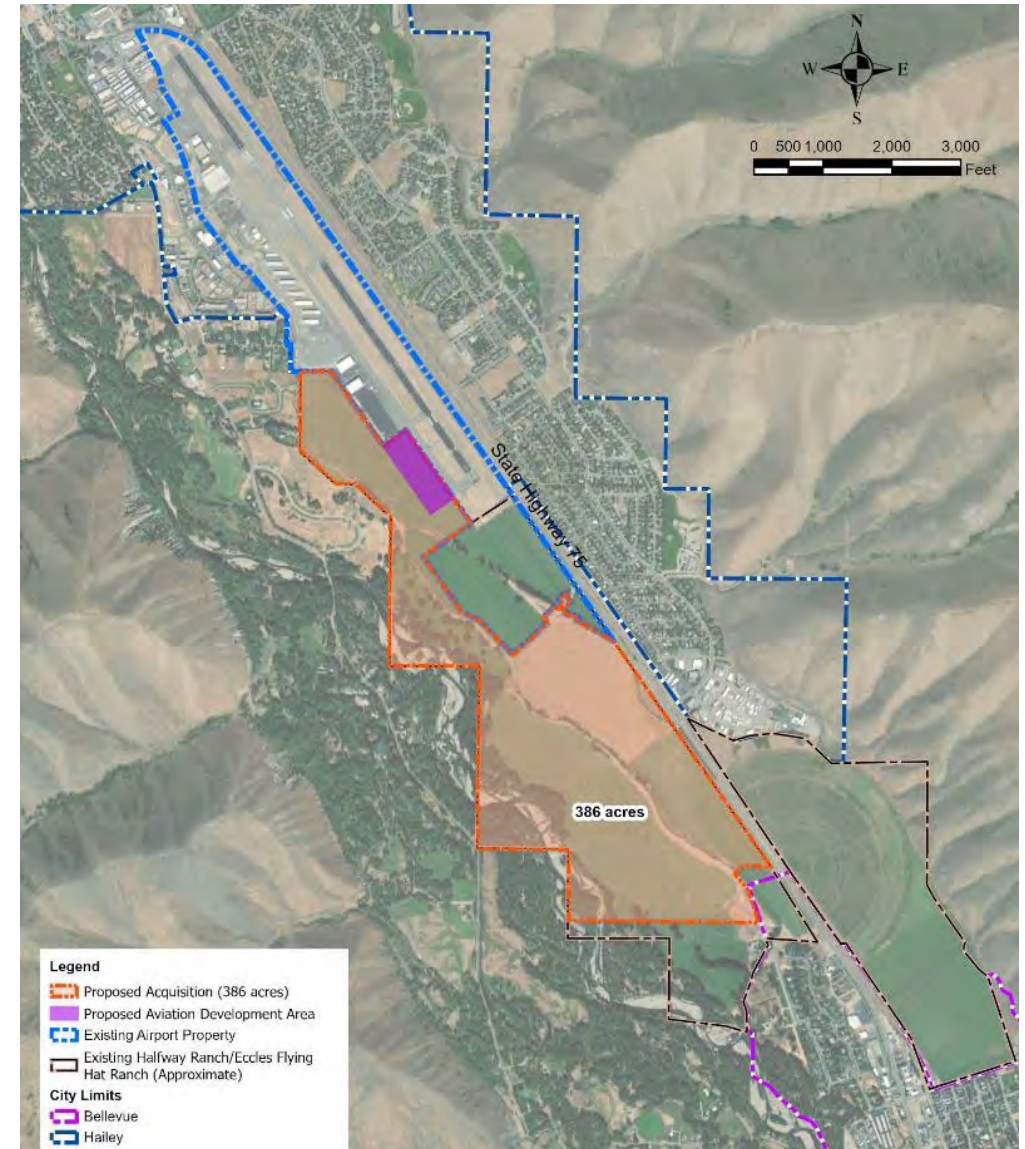 N
W E
S
0 500 1,000 2,000 3,000
Feet
State Highway 75
386 acres
Legend
Proposed Acquisition (386 acres)
Proposed Aviation Development Area
Existing Airport Property
Existing Halfway Ranch/Eccles Flying
Hat Ranch (Approximate)
City Limits
Bellevue
Hailey